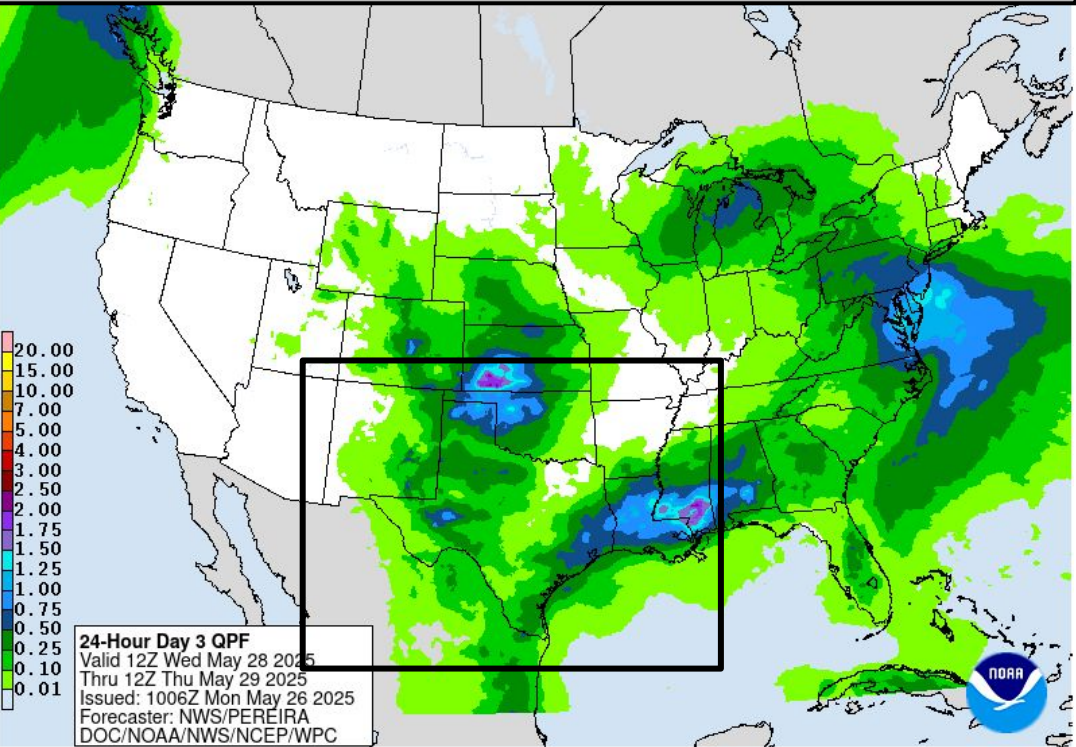 20.00
15.00
10.00
7.00
5.00
4.00
3.00
2.50
2.00
1.75
1.50
1.25
1.00
0.75
0.50
0.25
0.10
0.01
24-Hour Day 3 QPF
Valid 12Z Wed May 28 2025
Thru 12Z Thu May 29 2025
Issued: 1006Z Mon May 26 2025
Forecaster: NWS/PEREIRA
DOC/NOAA/NWS/NCEP/WPC
NOAA